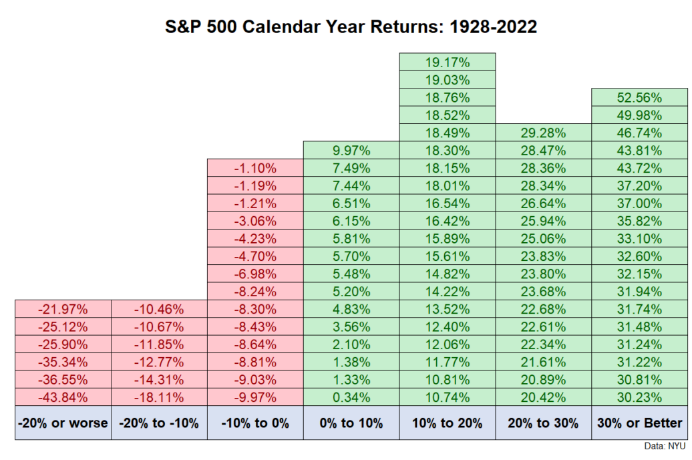 S&P 500 Calendar Year Returns: 1928-2022
19.17%
19.03%
18.76% 52.56%
18.52% 49.98%
18.49% 29.28% 46.74%
9.97% 18.30% 28.47% 43.81%
-1.10% 7.49% 18.15% 28.36% 43.72%
-1.19% 7.44% 18.01% 28.34% 37.20%
-1.21% 6.51% 16.54% 26.64% 37.00%
-3.06% 6.15% 16.42% 25.94% 35.82%
-4.23% 5.81% 15.89% 25.06% 33.10%
-4.70% 5.70% 15.61% 23.83% 32.60%
-6.98% 5.48% 14.82% 23.80% 32.15%
-8.24% 5.20% 14.22% 23.68% 31.94%
-21.97% -10.46% -8.30% 4.83% 13.52% 22.68% 31.74%
-25.12% -10.67% -8.43% 3.56% 12.40% 22.61% 31.48%
-25.90% -11.85% -8.64% 2.10% 12.06% 22.34% 31.24%
-35.34% -12.77% -8.81% 1.38% 11.77% 21.61% 31.22%
-36.55% -14.31% -9.03% 1.33% 10.81% 20.89% 30.81%
-43.84% -18.11% -9.97% 0.34% 10.74% 20.42% 30.23%
-20% or worse -20% to -10% -10% to 0% 0% to 10% 10% to 20% 20% to 30% 30% or Better
Data: NYU